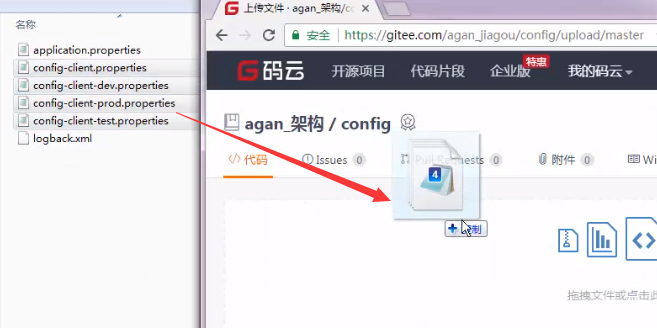 名称
application.properties
config-client.properties
config-client-dev.properties
config-client-prod.properties
config-client-test.properties
logback.xml
上传文件 · agan_架构/co
安全 https://gitee.com/agan_jiagou/config/upload/master
码云 开源项目 代码片段 企业版 特惠 我的码云
agan_架构 / config
代码 Issues 0 Pull Requests 0 附件 0 Wi
4
制
拖拽文件或点击此